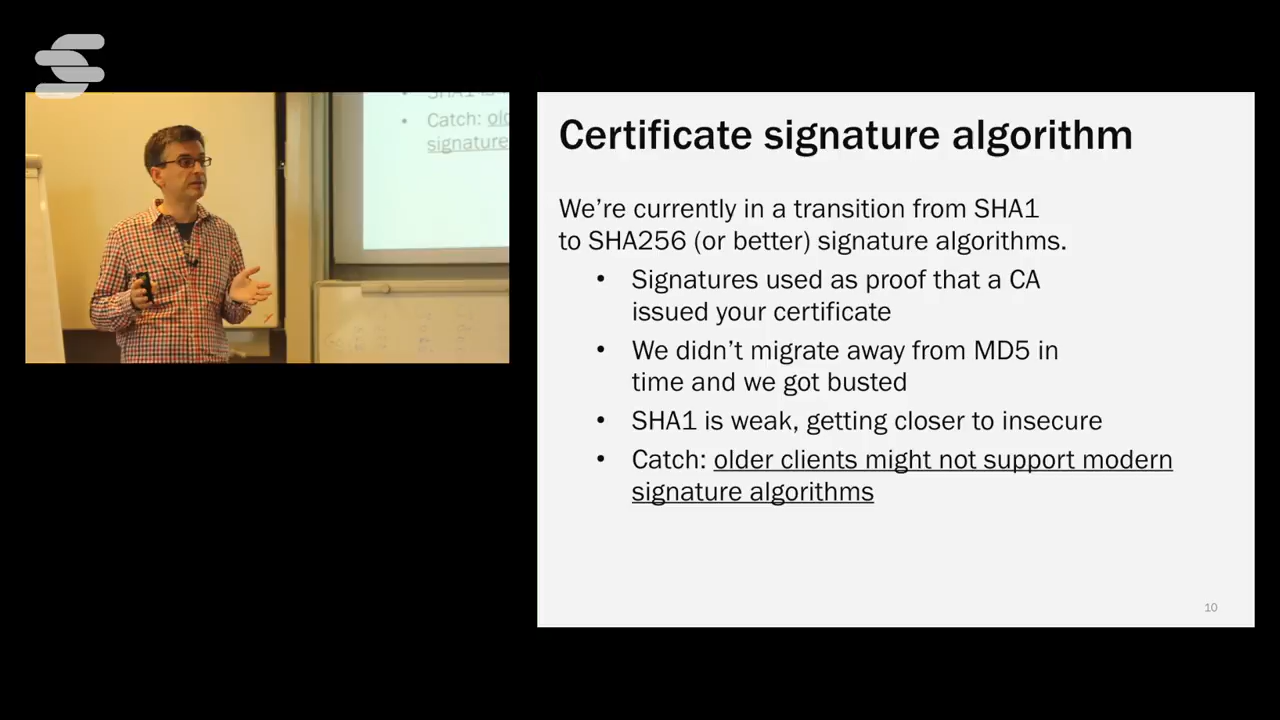 Catch: old
signature
Certificate signature algorithm
We’re currently in a transition from SHA1
to SHA256 (or better) signature algorithms.
• Signatures used as proof that a CA
issued your certificate
• We didn’t migrate away from MD5 in
time and we got busted
• SHA1 is weak, getting closer to insecure
• Catch: older clients might not support modern
signature algorithms
10